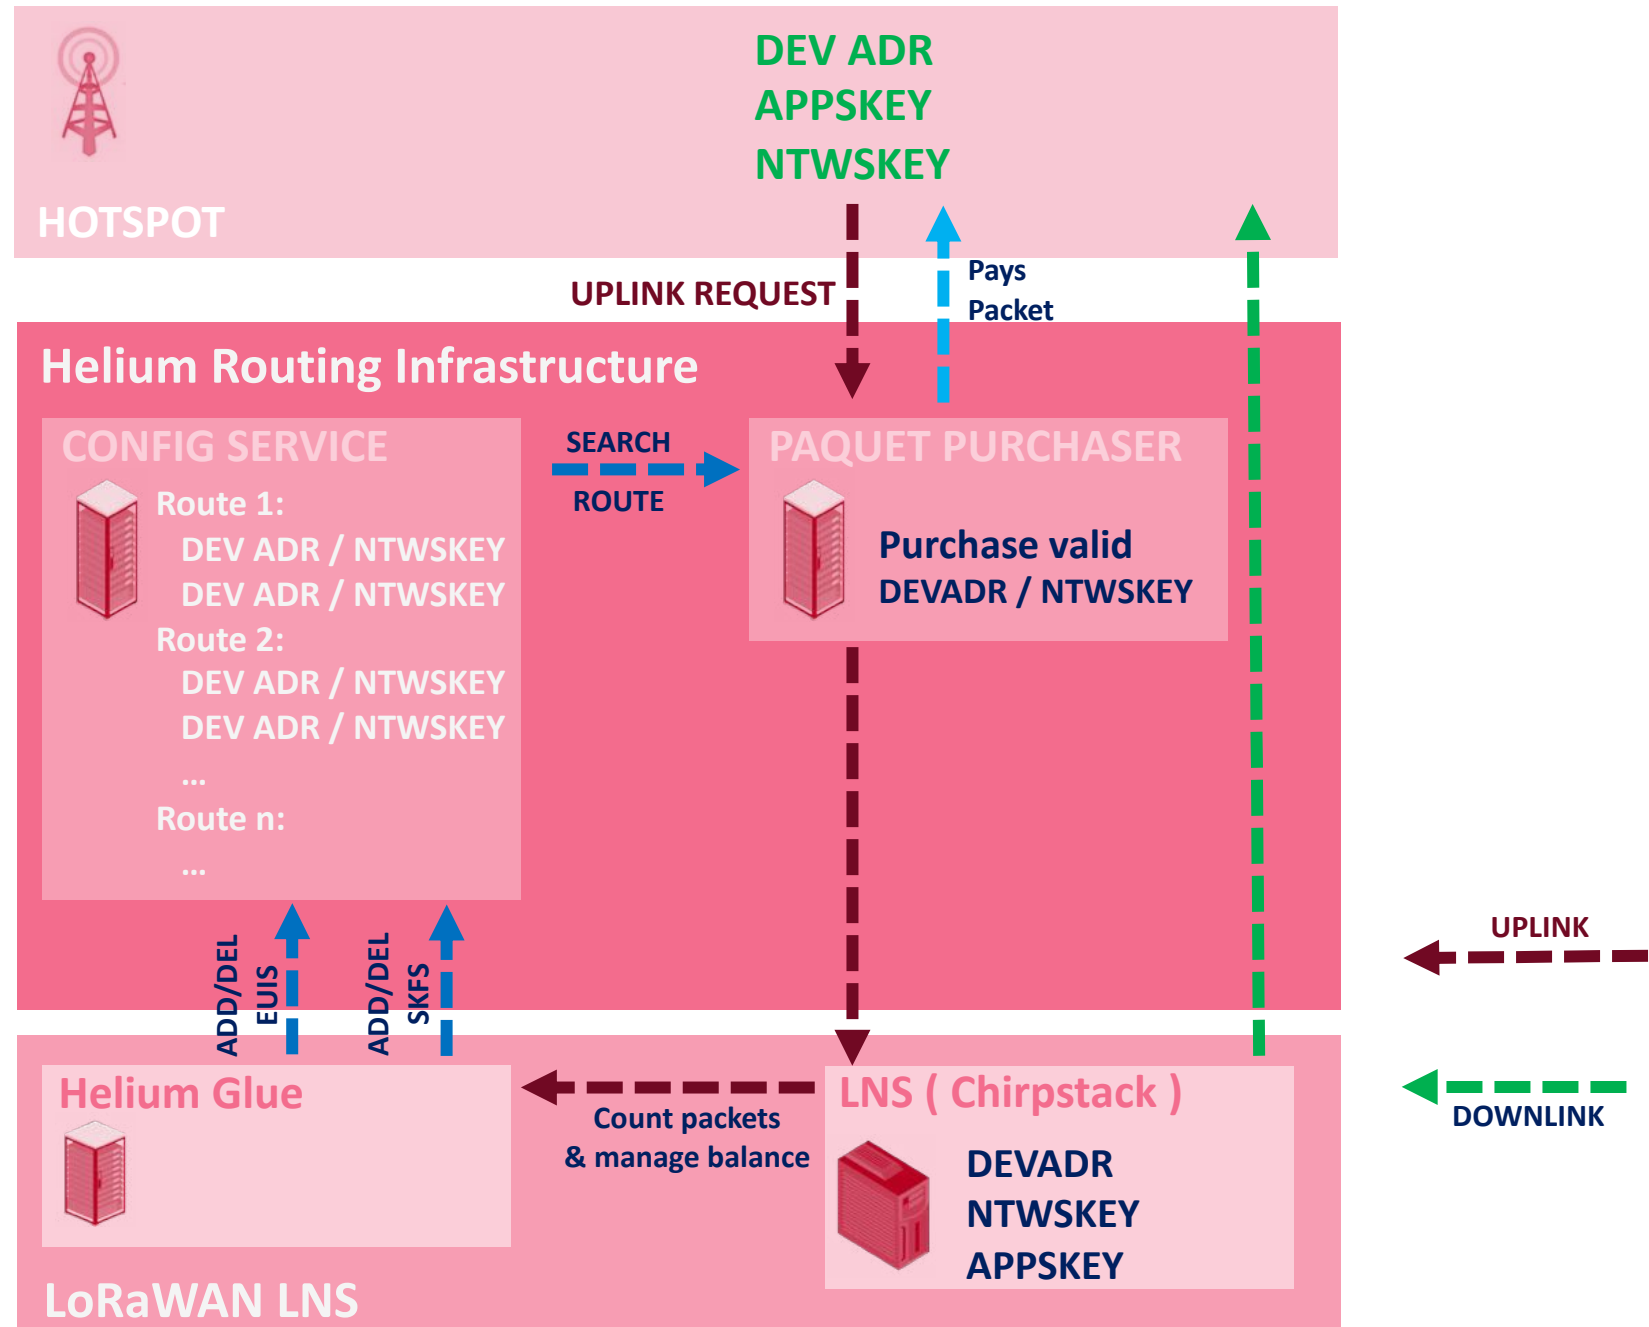 DEV ADR
APPSKEY
NTWSKEY
HOTSPOT
UPLINK REQUEST
Pays
Packet
Helium Routing Infrastructure
CONFIG SERVICE
Route 1:
DEV ADR / NTWSKEY
DEV ADR / NTWSKEY
Route 2:
DEV ADR / NTWSKEY
DEV ADR / NTWSKEY
...
Route n:
...
SEARCH
ROUTE
PAQUET PURCHASER
Purchase valid
DEVADR / NTWSKEY
ADD/DEL
EUIS
ADD/DEL
SKFS
UPLINK
Helium Glue
Count packets
& manage balance
LNS ( Chirpstack )
DEVADR
NTWSKEY
APPSKEY
DOWNLINK
LoRaWAN LNS